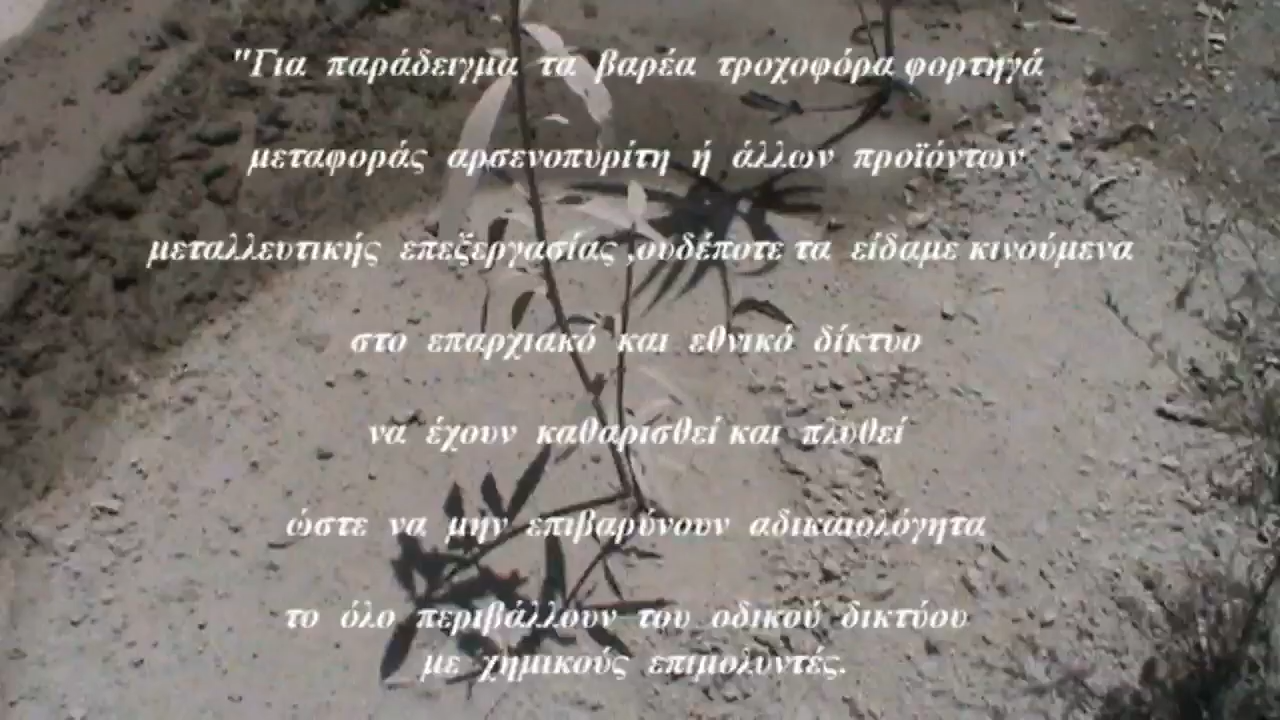 "Για παράδειγμα τα βαρέα τροχοφόρα φορτηγά
μεταφοράς αρσενοπυρίτη ή άλλων προϊόντων
μεταλλευτικής επεξεργασίας ,ουδέποτε τα είδαμε κινούμενα
στο επαρχιακό και εθνικό δίκτυο
να έχουν καθαρισθεί και πλυθεί
ώστε να μην επιβαρύνουν αδικαιολόγητα
το όλο περιβάλλουν του οδικού δικτύου
με χημικούς επιμολυντές.